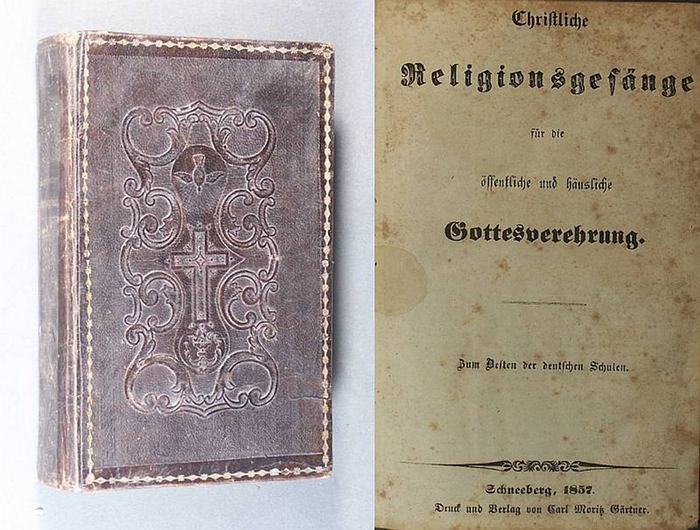 Christliche
Religionsgesänge
für die
öffentliche und häusliche
Gottesverehrung.
Zum Besten der deutschen Schulen.
Schneeberg, 1857.
Druck und Verlag von Carl Moritz Gärtner.